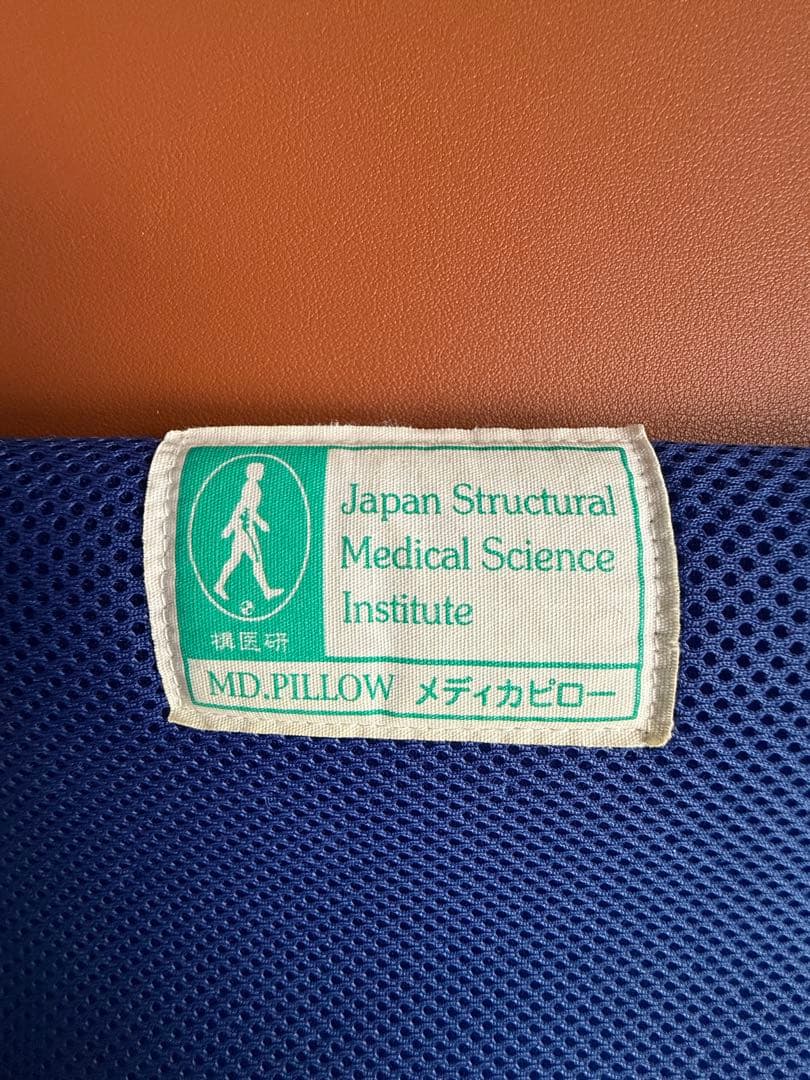 Japan Structural
Medical Science
Institute
構医研
MD.PILLOW メディカピロー